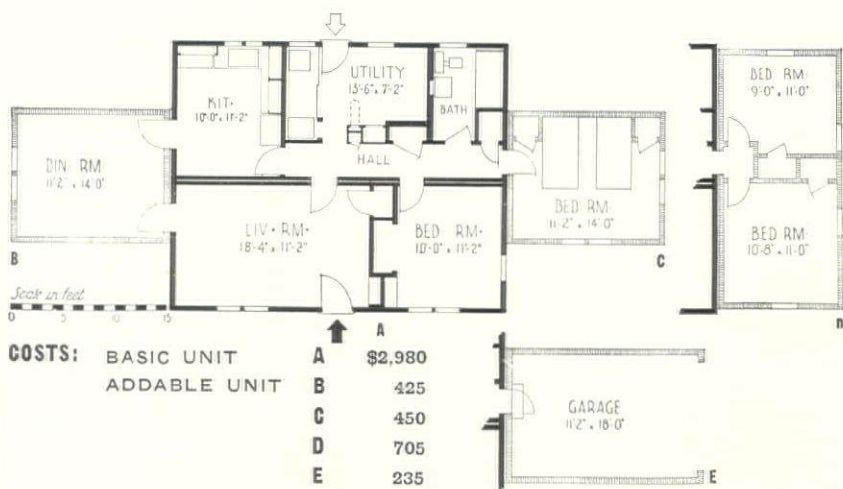 UTILITY
13'-6" x 7'-2"
KIT·
10'-0" x 11'-2"
BATH
HALL
DIN RM
11'2" x 14'0"
LIV · RM·
18'-4" x 11'-2"
BED RM·
10'-0" x 11'-2"
BED RM·
11'2" x 14'0"
BED RM·
9'-0" x 11'0"
BED RM·
10'-8" x 11'-0"
B
C
D
A
Scale in feet
0 5 10 15
COSTS: BASIC UNIT A $2,980
ADDABLE UNIT B 425
C 450
D 705
E 235
GARAGE
11'2" x 18'-0"
E